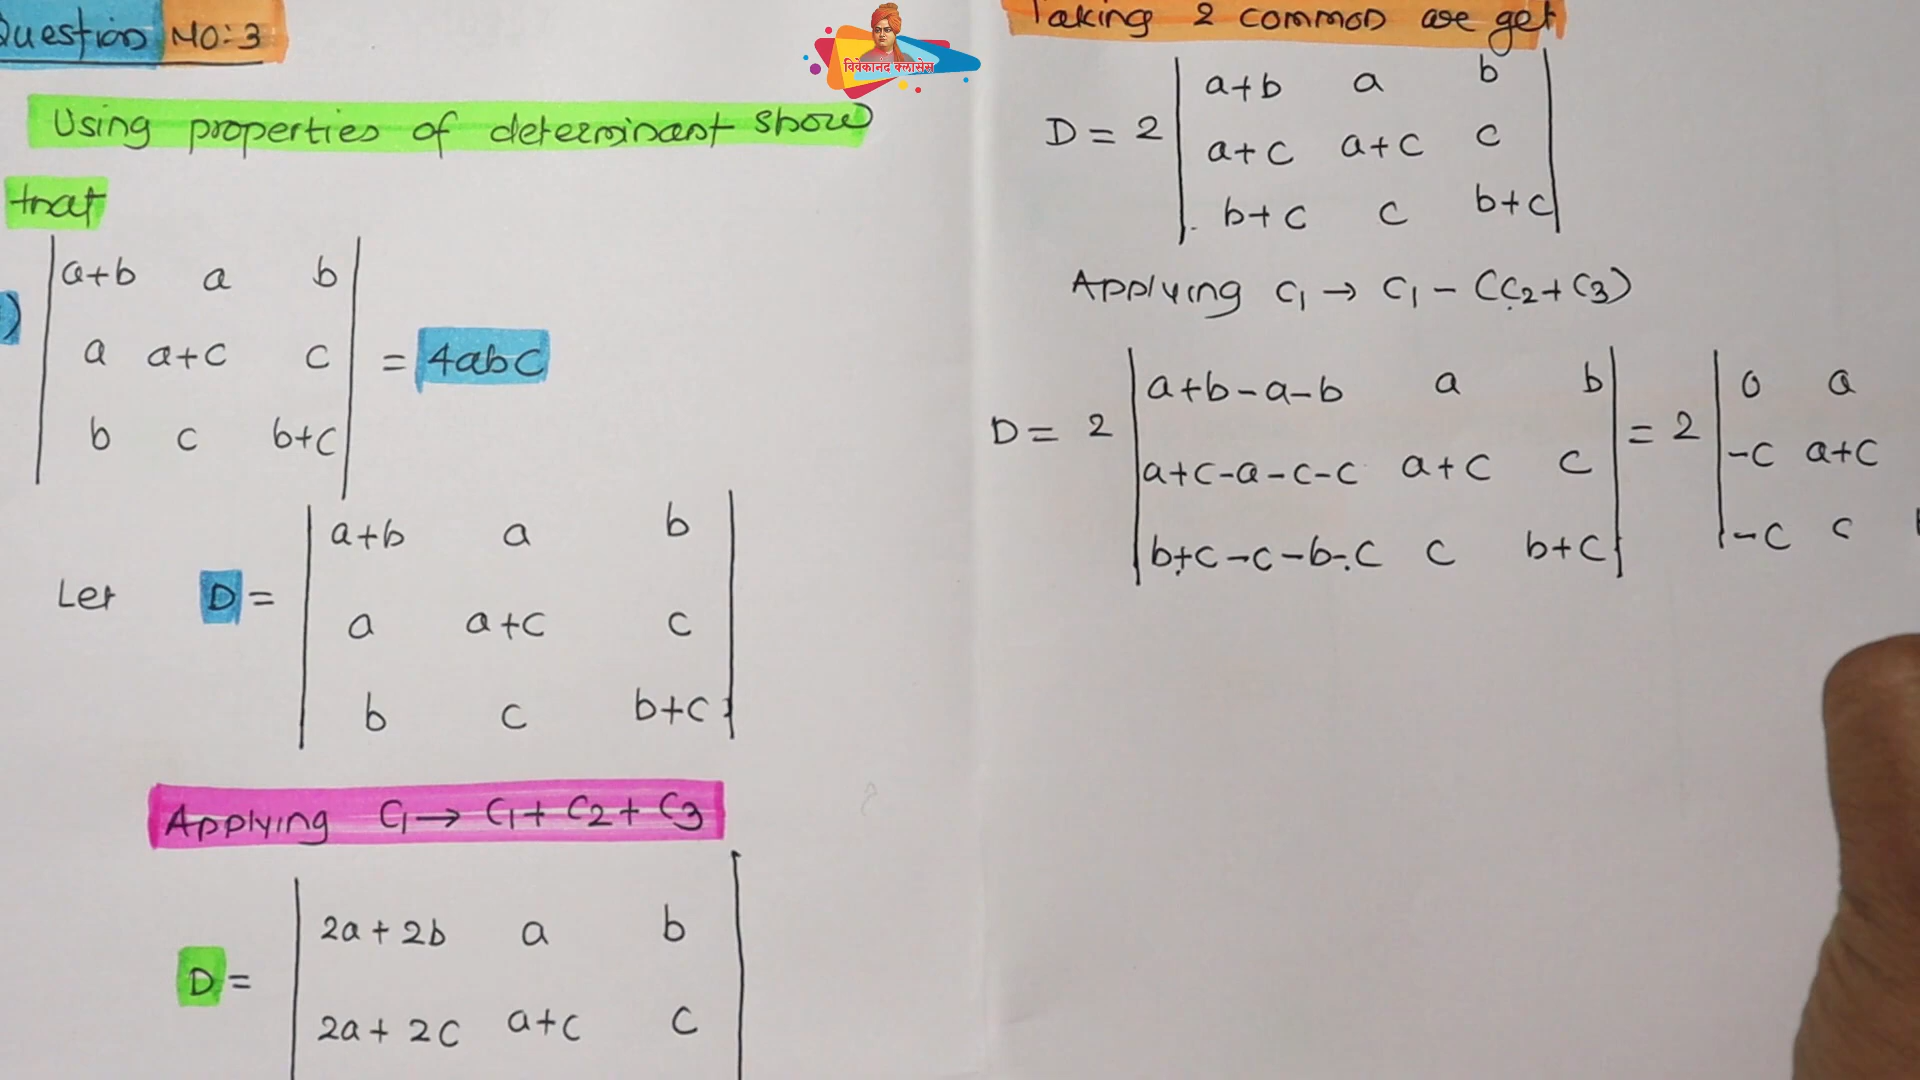 Question NO:3
विवेकानंद क्लासेस
Using properties of determinant show
that
a+b a b
a a+c c = 4abc
b c b+c
a+b a b
Let D = a a+c c
b c b+c
Applying C1 → C1 + C2 + C3
2a + 2b a b
D =
2a + 2c a+c c
Taking 2 common are get
a+b a b
D = 2 a+c a+c c
b+c c b+c
Applying C1 → C1 - (C2 + C3)
a+b-a-b a b 0 a
D = 2 = 2
a+c-a-c-c a+c c -c a+c
b+c-c-b-c c b+c -c c